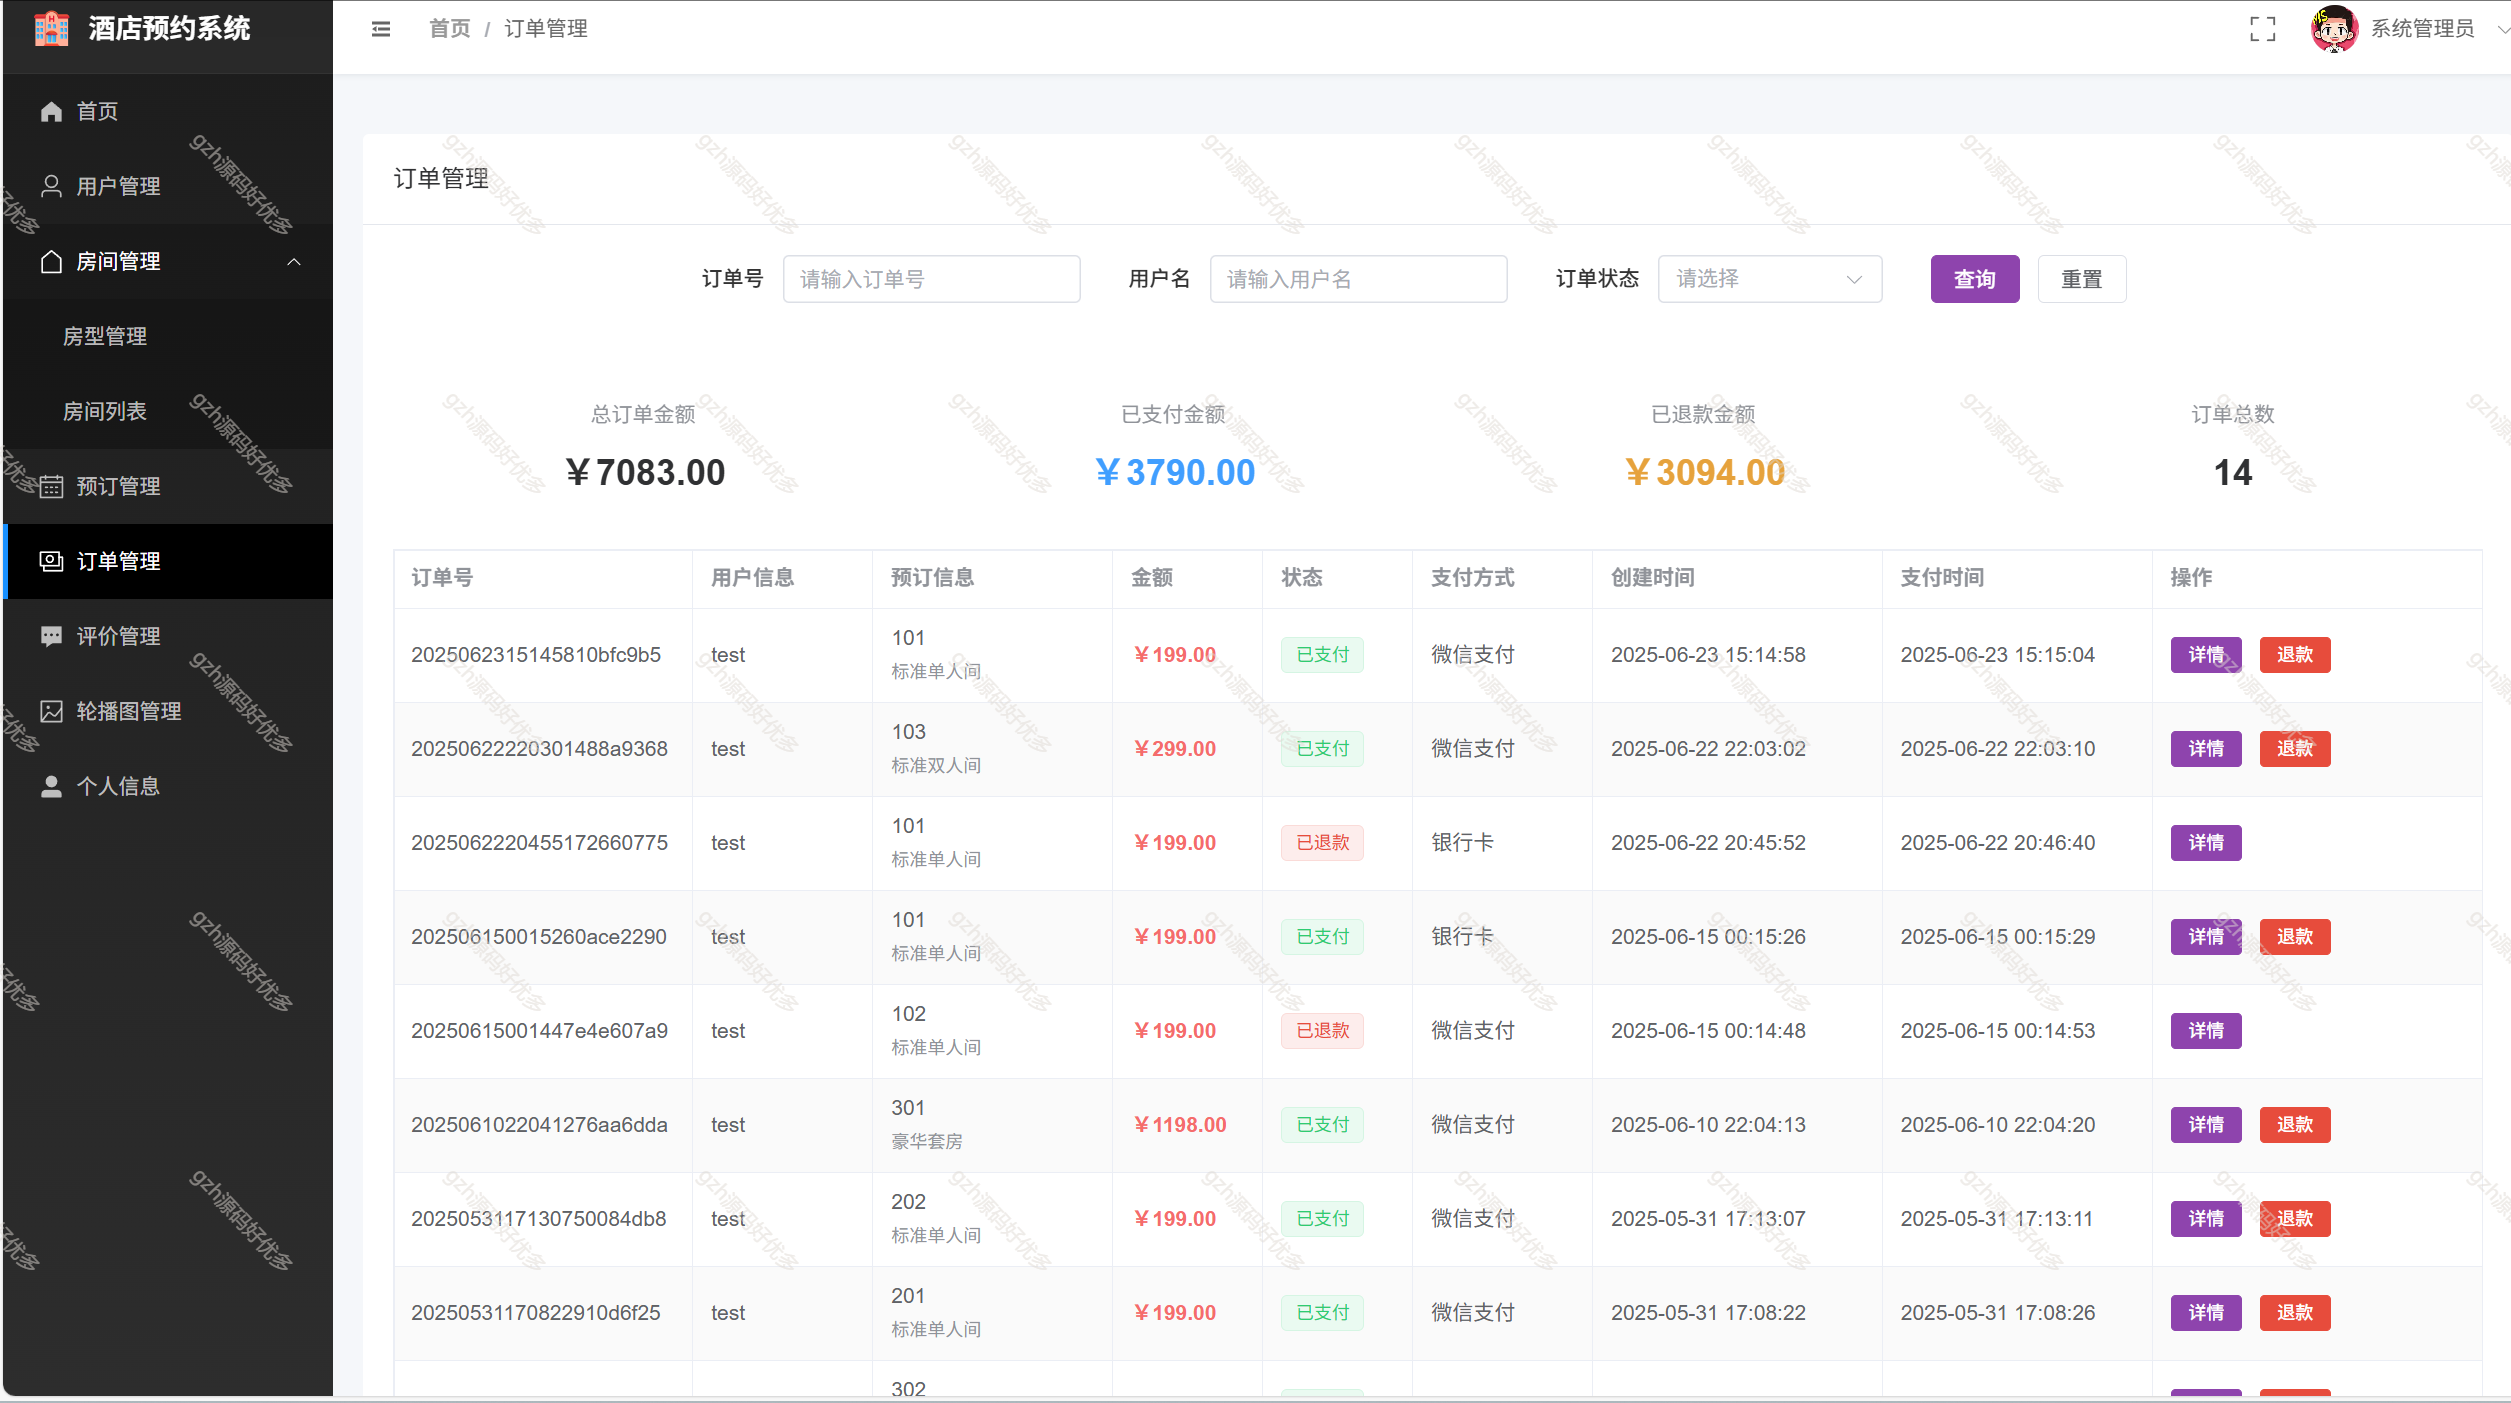 酒店预约系统
首页 / 订单管理
系统管理员
首页
用户管理
房间管理
房型管理
房间列表
预订管理
订单管理
评价管理
轮播图管理
个人信息
订单管理
订单号 请输入订单号 用户名 请输入用户名 订单状态 请选择 查询 重置
总订单金额 已支付金额 已退款金额 订单总数
￥7083.00 ￥3790.00 ￥3094.00 14
订单号 用户信息 预订信息 金额 状态 支付方式 创建时间 支付时间 操作
2025062315145810bfc9b5 test 101 标准单人间 ￥199.00 已支付 微信支付 2025-06-23 15:14:58 2025-06-23 15:15:04 详情 退款
20250622220301488a9368 test 103 标准双人间 ￥299.00 已支付 微信支付 2025-06-22 22:03:02 2025-06-22 22:03:10 详情 退款
2025062220455172660775 test 101 标准单人间 ￥199.00 已退款 银行卡 2025-06-22 20:45:52 2025-06-22 20:46:40 详情
202506150015260ace2290 test 101 标准单人间 ￥199.00 已支付 银行卡 2025-06-15 00:15:26 2025-06-15 00:15:29 详情 退款
20250615001447e4e607a9 test 102 标准单人间 ￥199.00 已退款 微信支付 2025-06-15 00:14:48 2025-06-15 00:14:53 详情
2025061022041276aa6dda test 301 豪华套房 ￥1198.00 已支付 微信支付 2025-06-10 22:04:13 2025-06-10 22:04:20 详情 退款
2025053117130750084db8 test 202 标准单人间 ￥199.00 已支付 微信支付 2025-05-31 17:13:07 2025-05-31 17:13:11 详情 退款
20250531170822910d6f25 test 201 标准单人间 ￥199.00 已支付 微信支付 2025-05-31 17:08:22 2025-05-31 17:08:26 详情 退款
302
gzh源码好优多